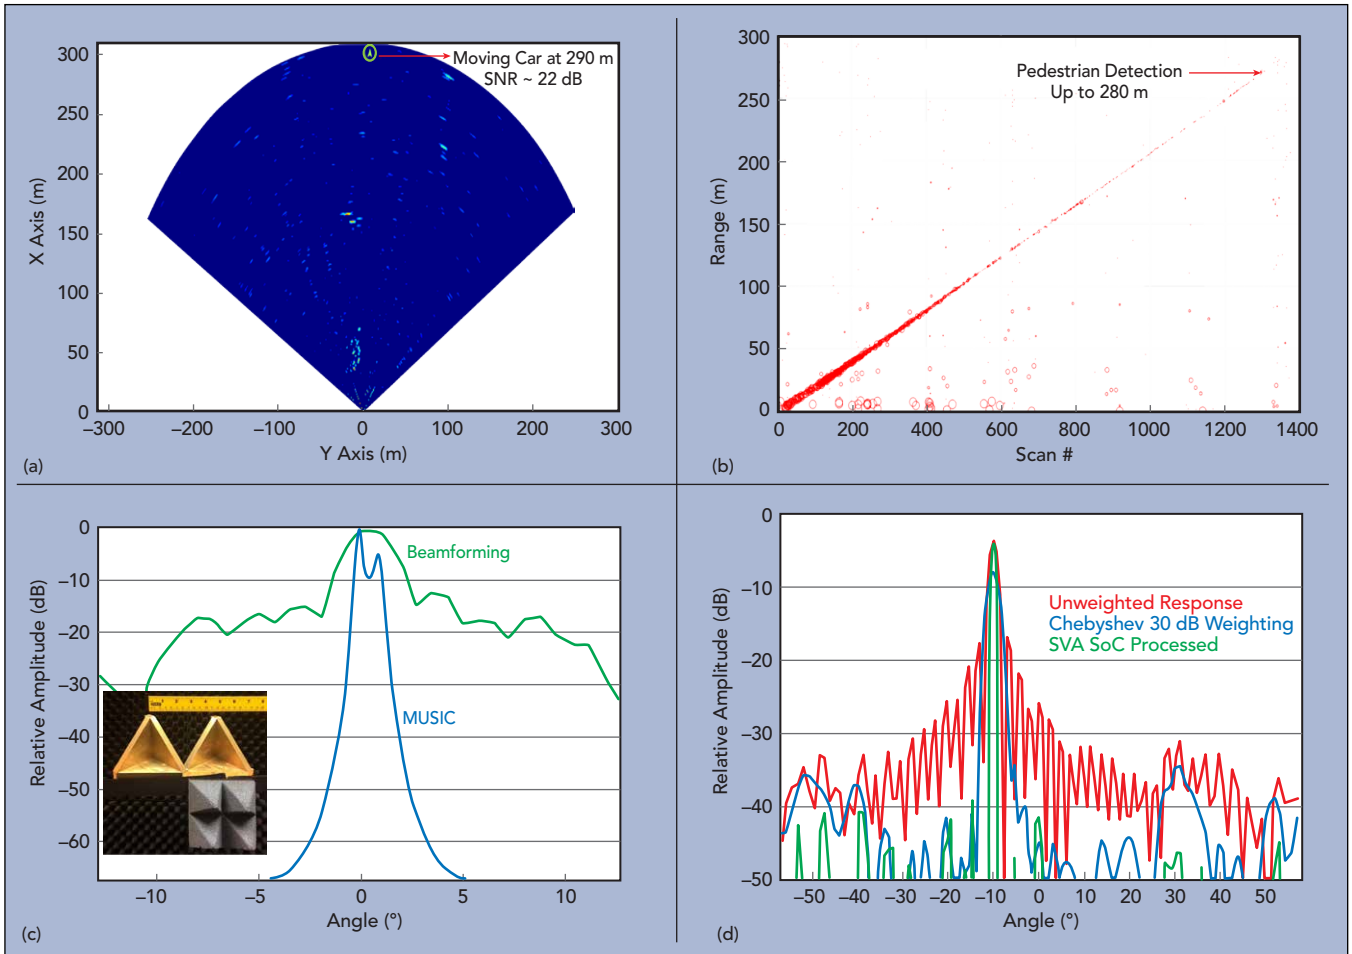 300
250
200
150
100
50
0
X Axis (m)
Moving Car at 290 m
SNR ~ 22 dB
–300 –200 –100 0 100 200 300
Y Axis (m)
(a)
300
250
200
150
100
50
0
Range (m)
Pedestrian Detection
Up to 280 m
0 200 400 600 800 1000 1200 1400
Scan #
(b)
0
–10
–20
–30
–40
–50
–60
Relative Amplitude (dB)
Beamforming
MUSIC
–10 –5 0 5 10
Angle (°)
(c)
0
–10
–20
–30
–40
–50
Relative Amplitude (dB)
Unweighted Response
Chebyshev 30 dB Weighting
SVA SoC Processed
–50 –40 –30 –20 –10 0 10 20 30 40 50
Angle (°)
(d)